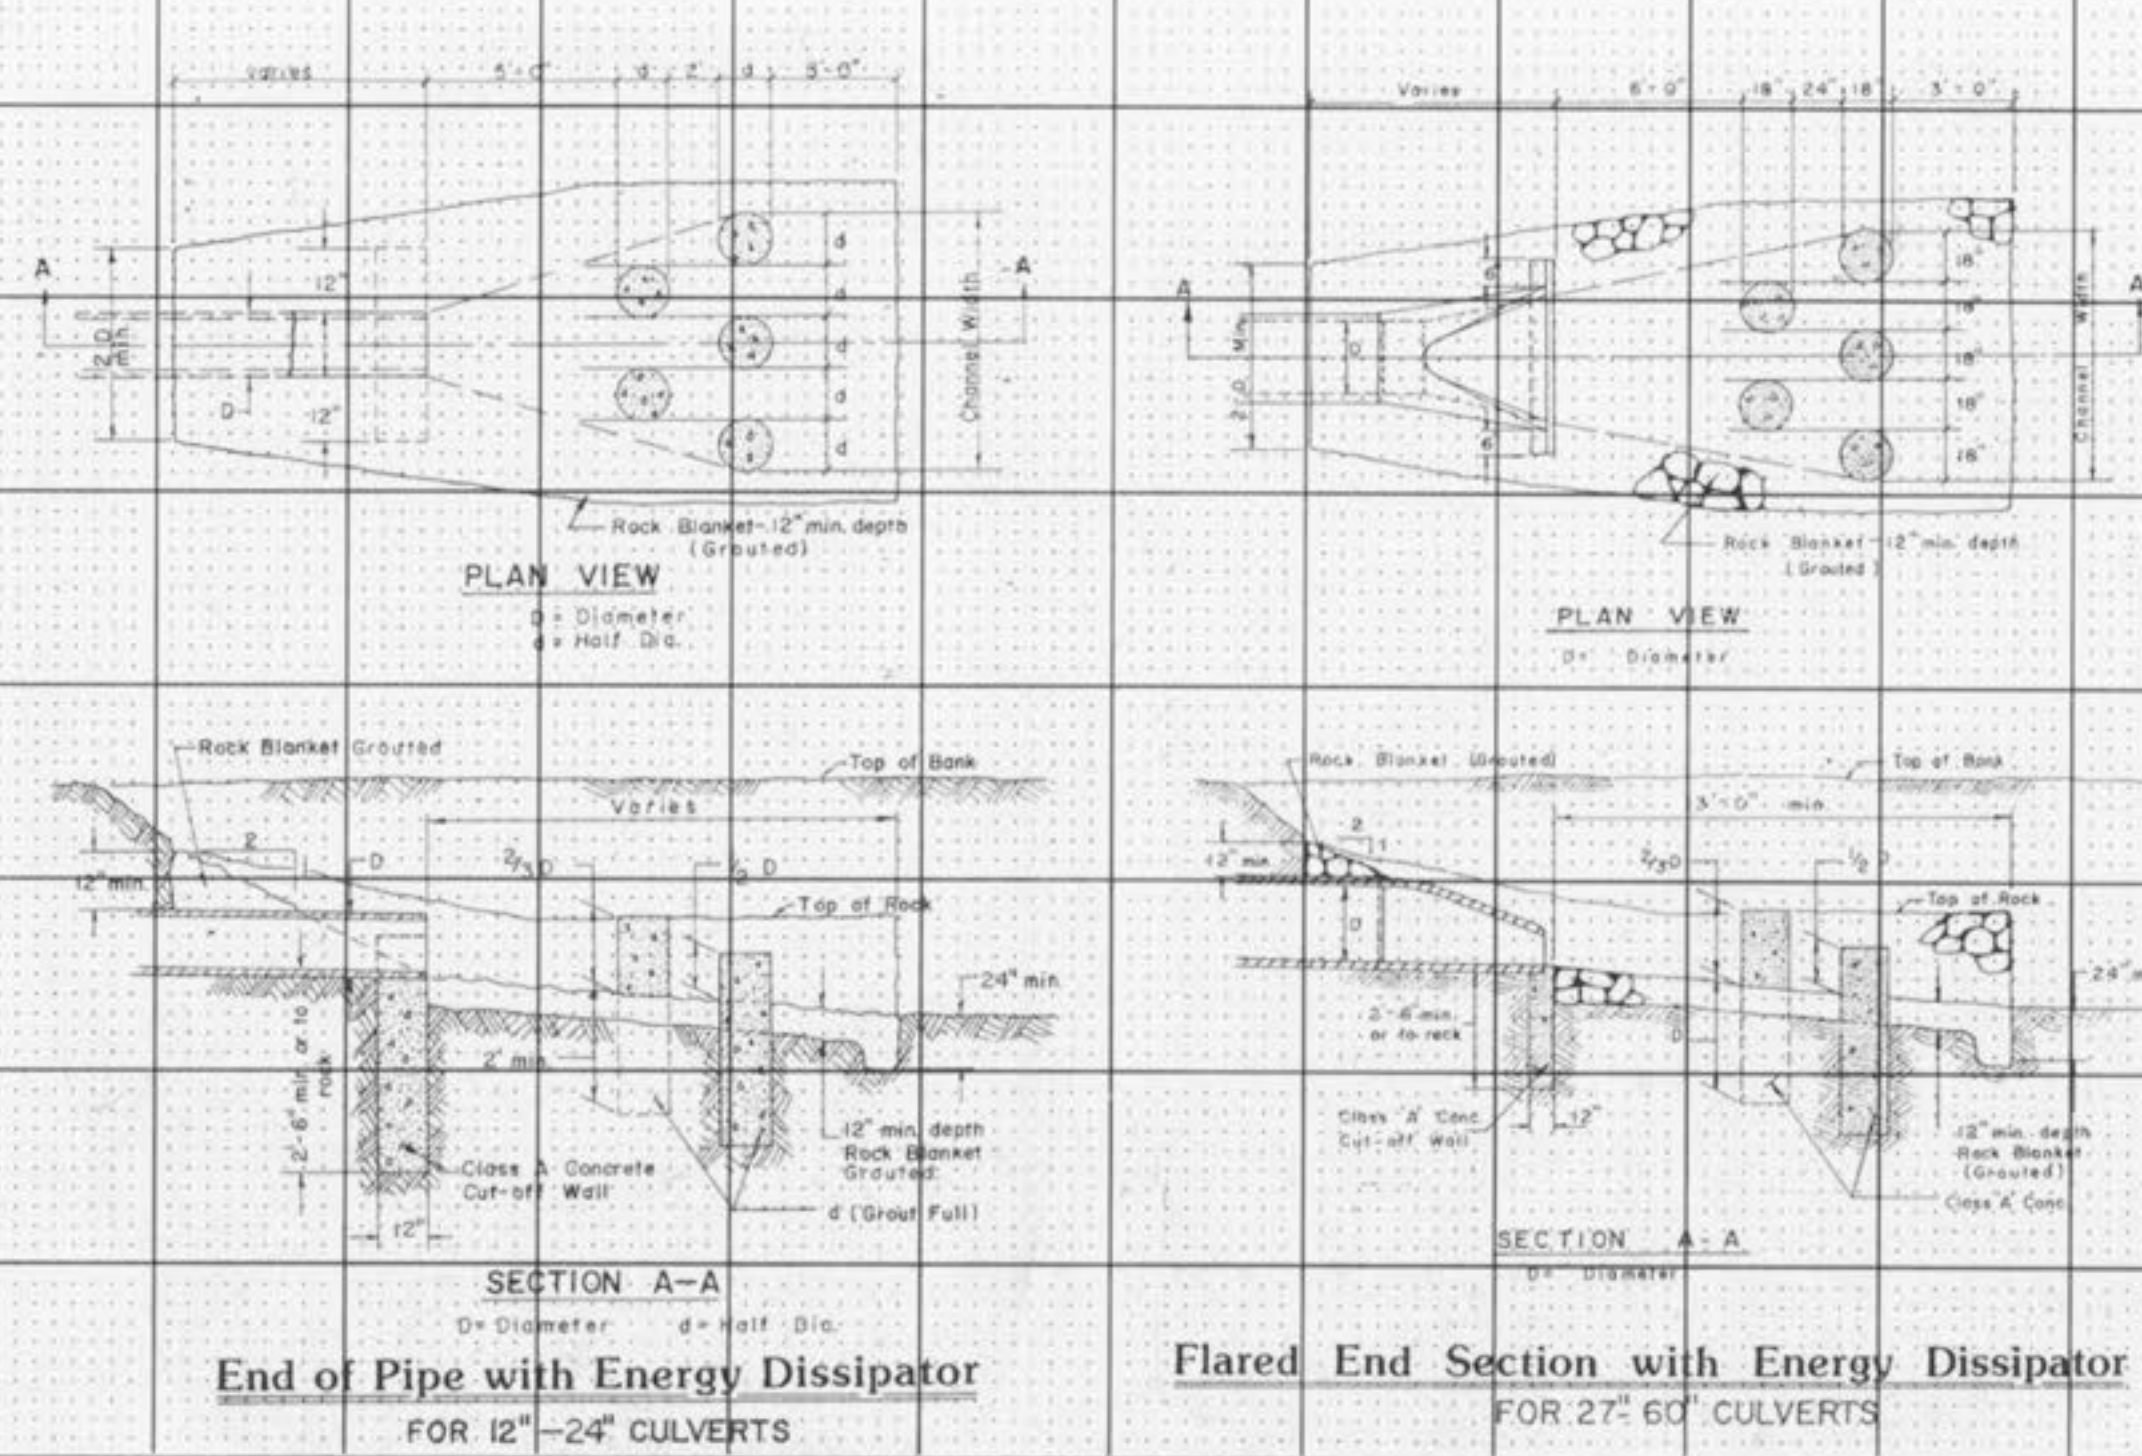 varies 5'-0" d 2' d 3'-0"
A
2 D
min.
12"
D
12"
d
d
d
d
d
Channel Width
A
Rock Blanket-12" min. depth
(Grouted)
PLAN VIEW
D = Diameter
d = Half Dia.
Varies 6'-0" 18" 24" 18" 3'-0"
A
2 D Min.
D
6"
6"
18"
18"
18"
18"
18"
Channel Width
A
Rock Blanket-12" min. depth
(Grouted)
PLAN VIEW
D= Diameter
Rock Blanket Grouted
Top of Bank
Varies
2
D
2/3 D
1/2 D
12" min.
Top of Rock
24" min.
2' min.
2'-6" min. or to
rock
12" min. depth
Rock Blanket
Grouted.
Class A Concrete
Cut-off Wall
d (Grout Full)
12"
SECTION A-A
D= Diameter d= Half Dia.
End of Pipe with Energy Dissipator
FOR 12"-24" CULVERTS
Rock Blanket (Grouted)
Top of Bank
3'-0" min.
2
1
12" min.
2/3 D
1/2 D
Top of Rock
D
24"
2'-6" min.
or to rock
D
Class 'A' Conc.
Cut-off Wall
12"
12" min. depth
Rock Blanket
(Grouted)
Class 'A' Conc.
SECTION A-A
D= Diameter
Flared End Section with Energy Dissipator
FOR 27"-60" CULVERTS